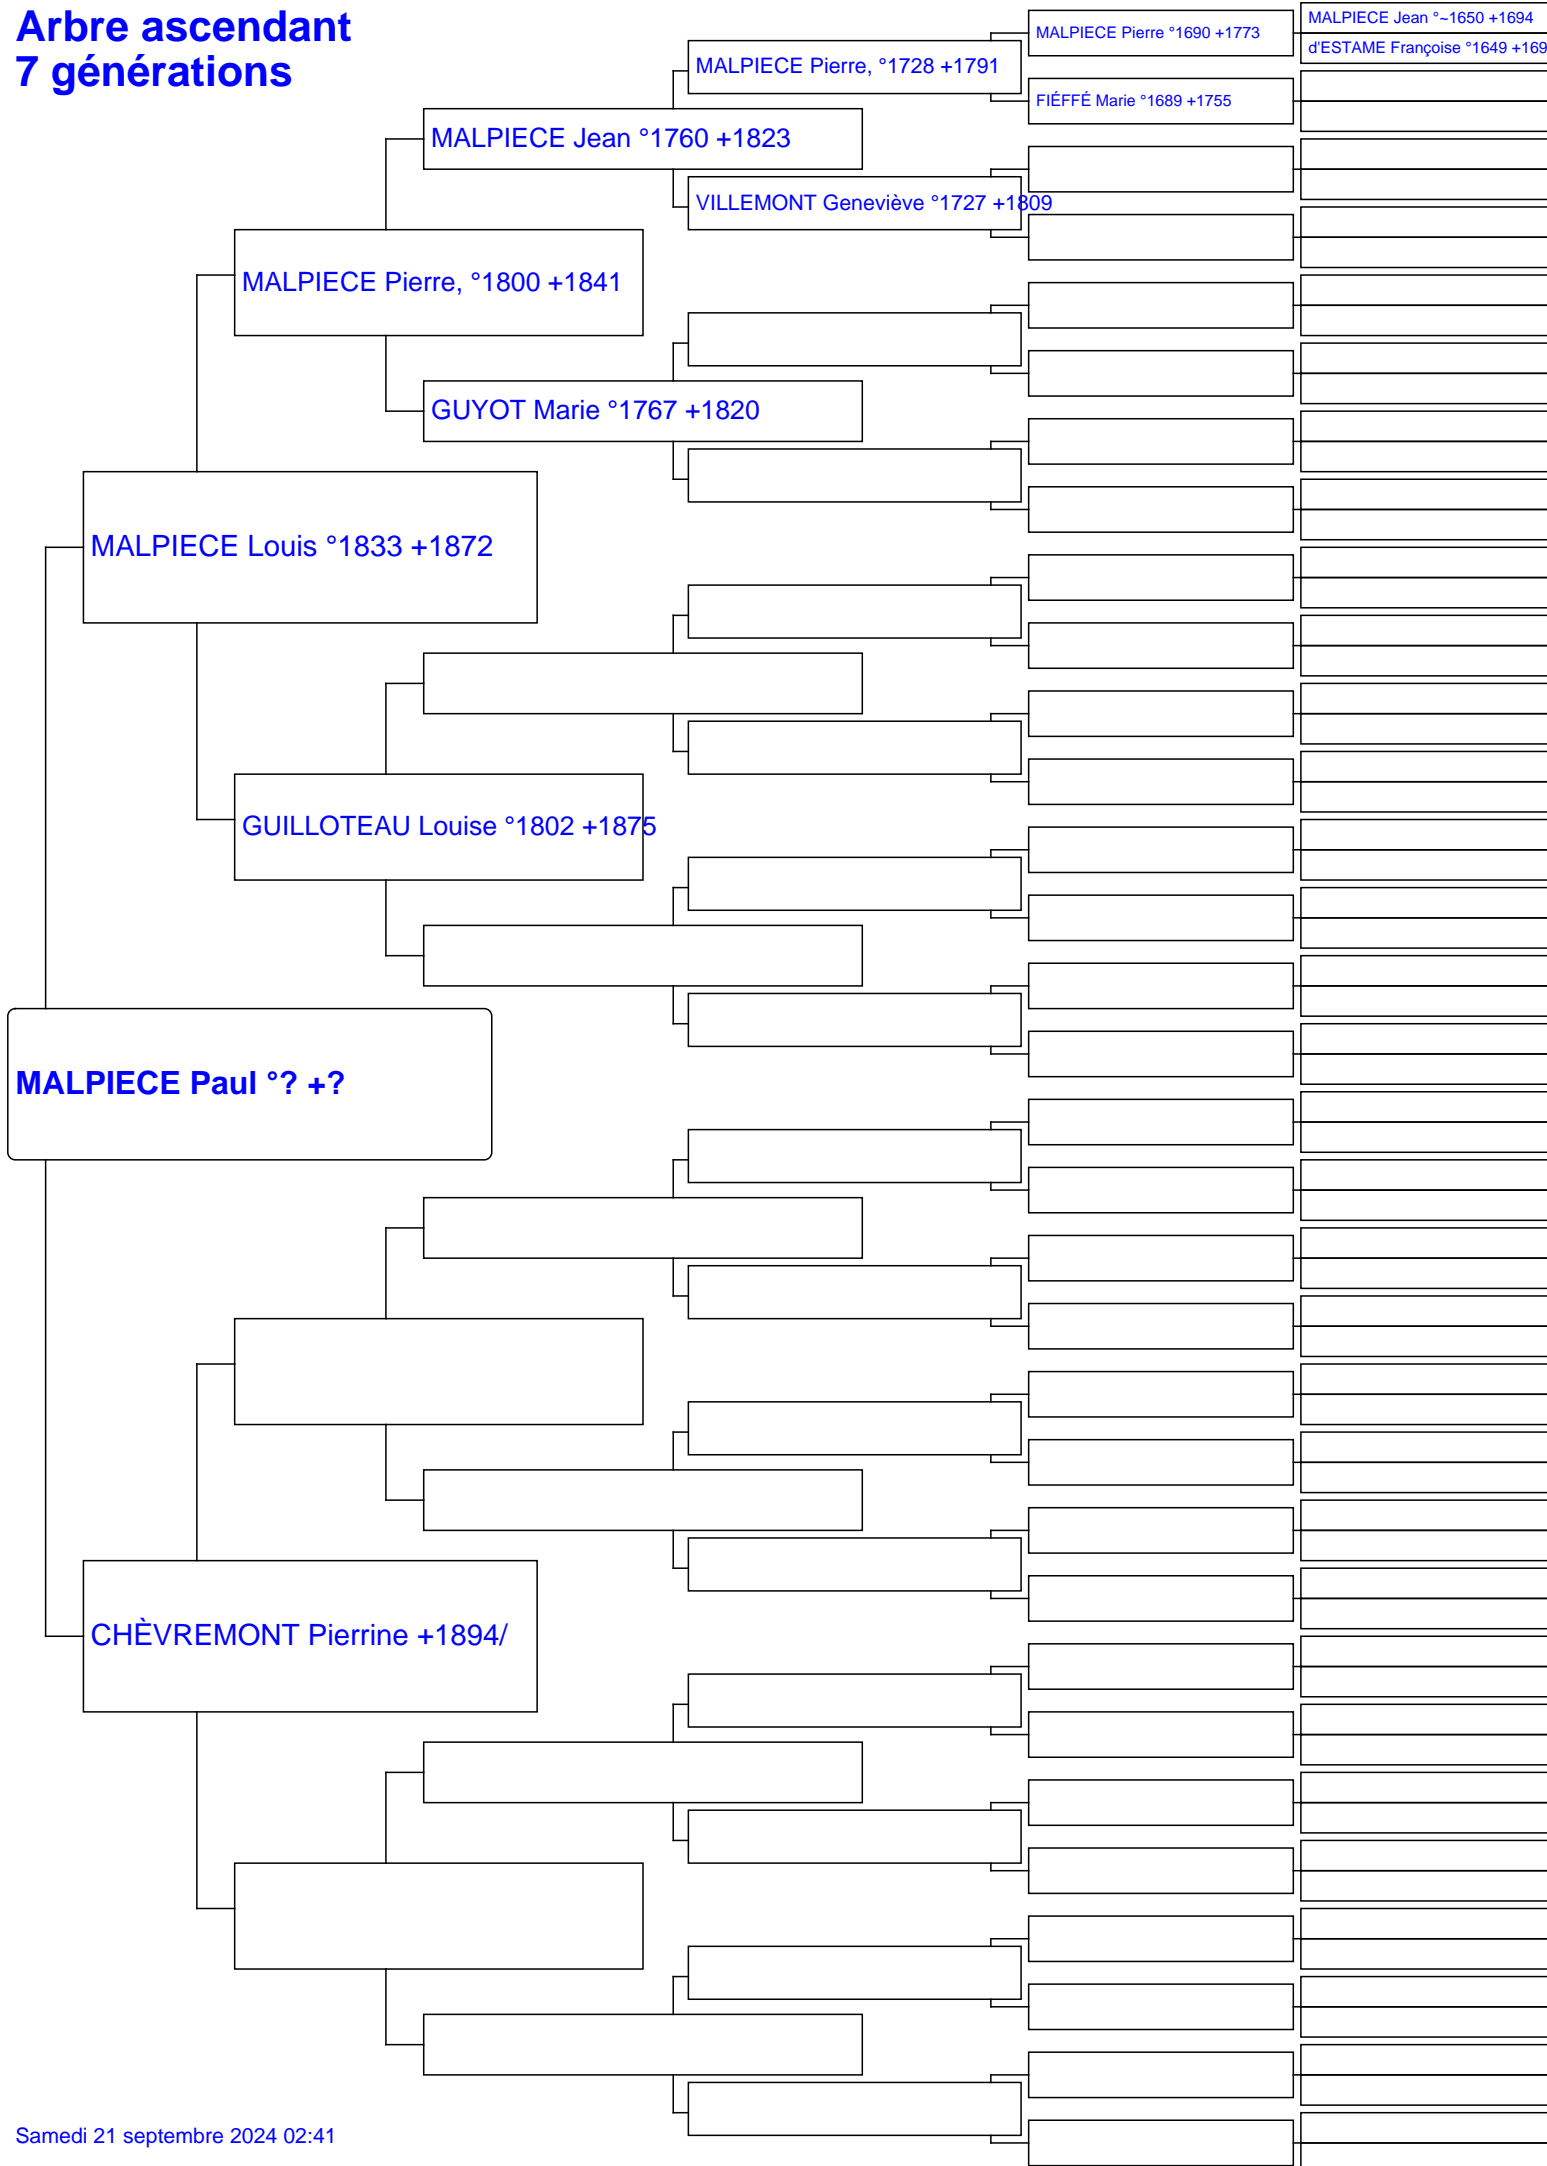 Arbre ascendant
7 générations
MALPIECE Jean °~1650 +1694
MALPIECE Pierre °1690 +1773
d'ESTAME Françoise °1649 +169
MALPIECE Pierre, °1728 +1791
FIÉFFÉ Marie °1689 +1755
MALPIECE Jean °1760 +1823
VILLEMONT Geneviève °1727 +1809
MALPIECE Pierre, °1800 +1841
GUYOT Marie °1767 +1820
MALPIECE Louis °1833 +1872
GUILLOTEAU Louise °1802 +1875
MALPIECE Paul °? +?
CHÈVREMONT Pierrine +1894/
Samedi 21 septembre 2024 02:41